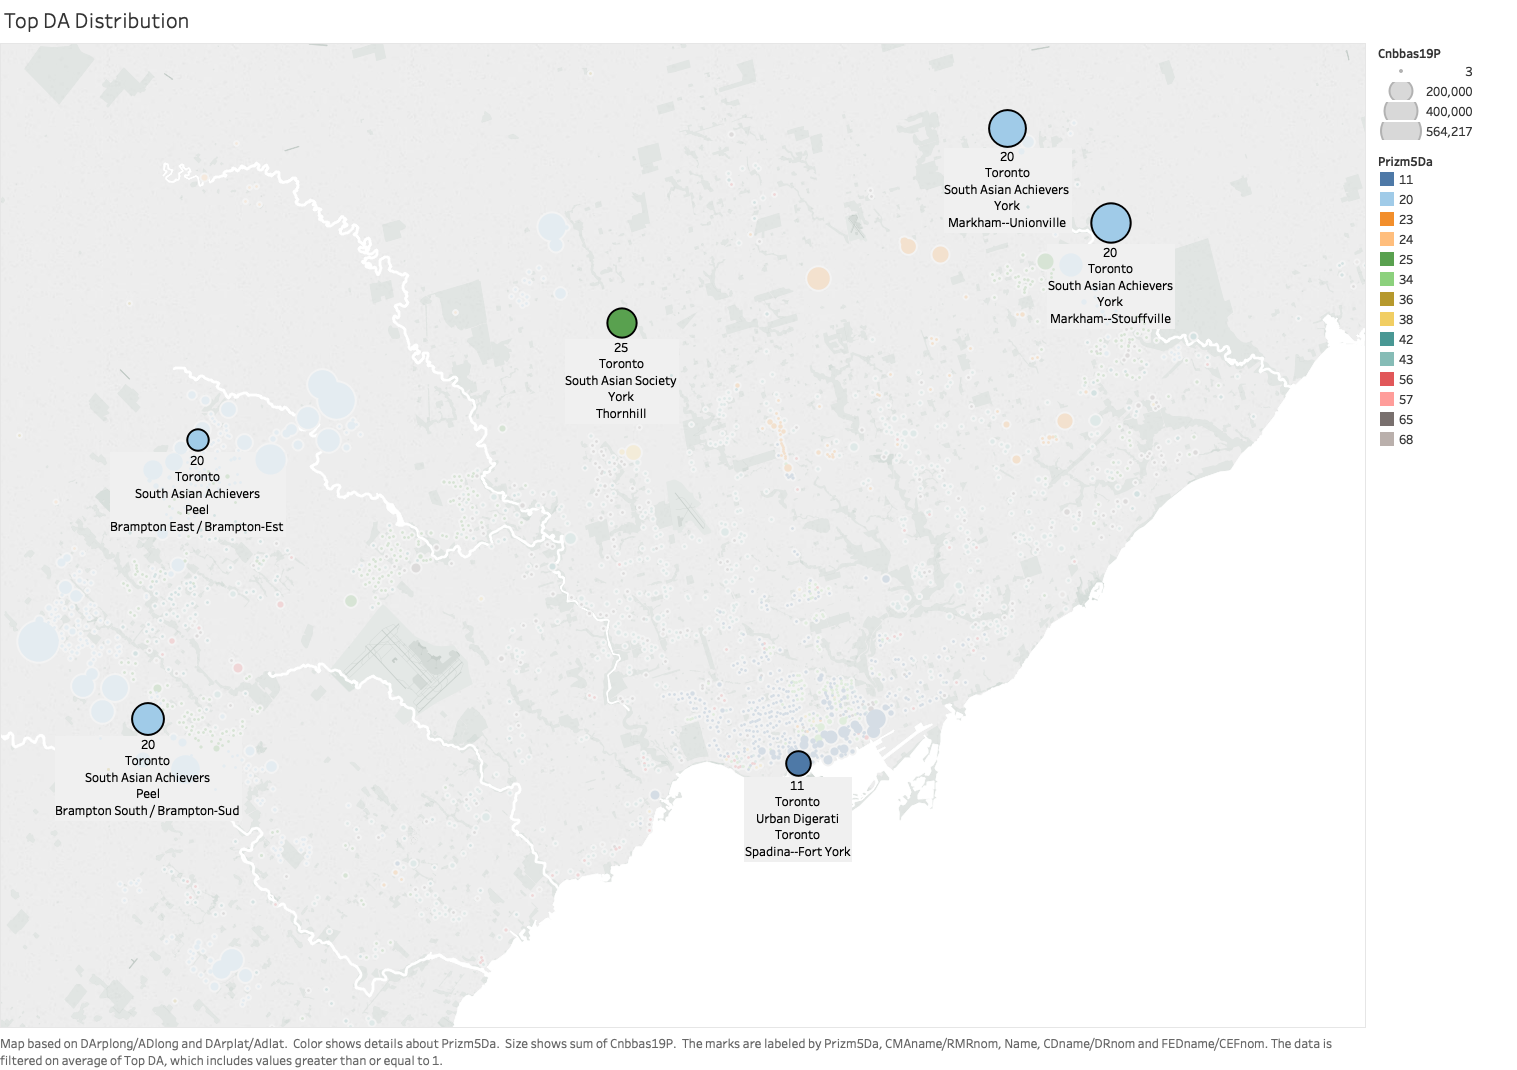 Top DA Distribution
Cnbbas19P
3
200,000
400,000
564,217
Prizm5Da
11
20
23
24
25
34
36
38
42
43
56
57
65
68
20
Toronto
South Asian Achievers
York
Markham--Unionville
20
Toronto
South Asian Achievers
York
Markham--Stouffville
25
Toronto
South Asian Society
York
Thornhill
20
Toronto
South Asian Achievers
Peel
Brampton East / Brampton-Est
20
Toronto
South Asian Achievers
Peel
Brampton South / Brampton-Sud
11
Toronto
Urban Digerati
Toronto
Spadina--Fort York
Map based on DArplong/ADlong and DArplat/Adlat. Color shows details about Prizm5Da. Size shows sum of Cnbbas19P. The marks are labeled by Prizm5Da, CMAname/RMRnom, Name, CDname/DRnom and FEDname/CEFnom. The data is
filtered on average of Top DA, which includes values greater than or equal to 1.